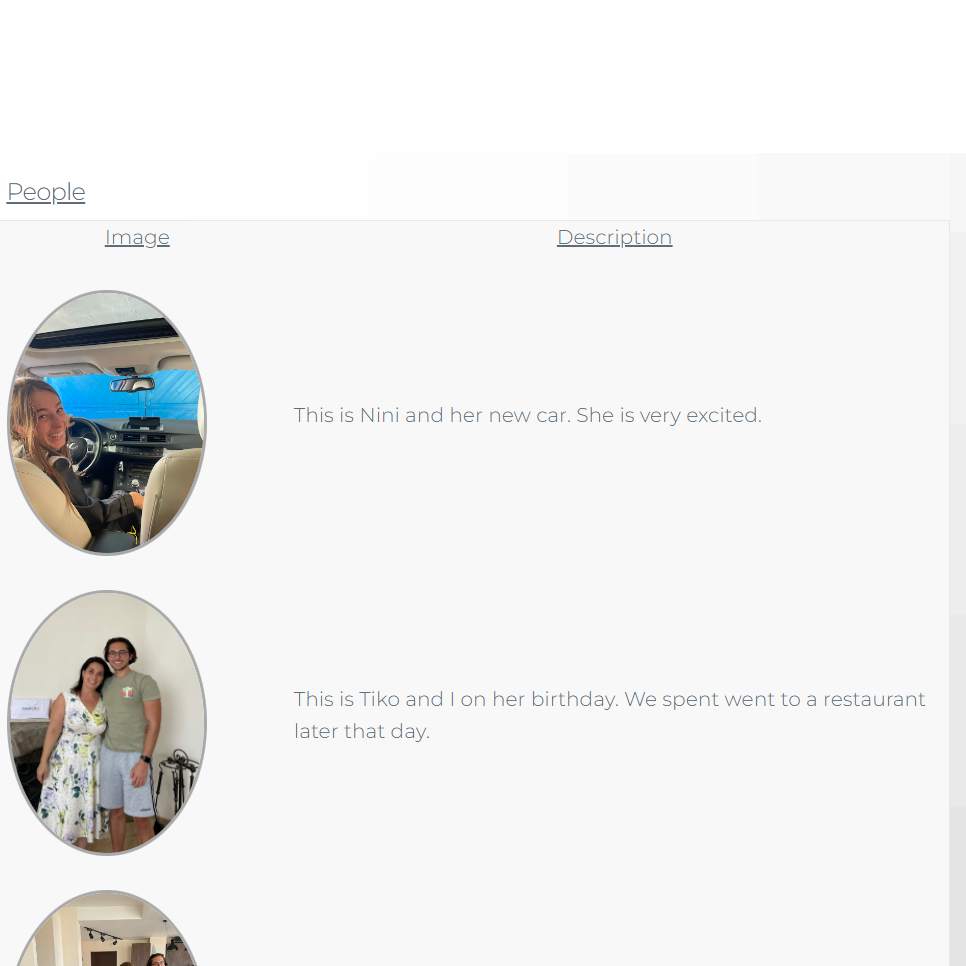 People
Image
Description
This is Nini and her new car. She is very excited.
This is Tiko and I on her birthday. We spent went to a restaurant
later that day.